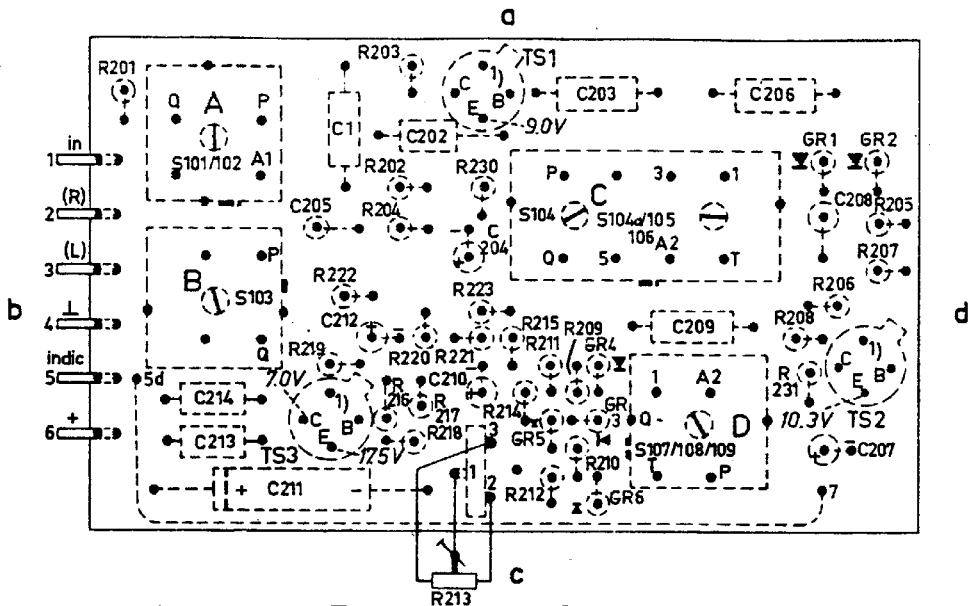 a
R201
R203
TS1
A
Q
P
C
1)
B
E
C1
C202
C203
C206
9.0V
GR1
GR2
in
1
S101/102
A1
R202
R230
P
C
3
1
S104
S104a/105
106
A2
Q
5
T
C208
R205
(R)
2
C205
R204
C
204
R207
(L)
3
B
P
S103
Q
R222
R223
R206
b
d
⊥
4
C212
R220
R221
R215
R211
R209
GR4
C209
R208
C
1)
B
E
indic
5
5d
R219
7.0V
R
216
C210
R
217
R214
1
A2
Q
D
R
231
10.3V
TS2
C214
C
1)
B
E
R218
3
GR5
GR
3
S107/108/109
T
P
+
6
C213
TS3
175V
R210
C207
+
C211
-
1
2
R212
GR6
7
c
R213